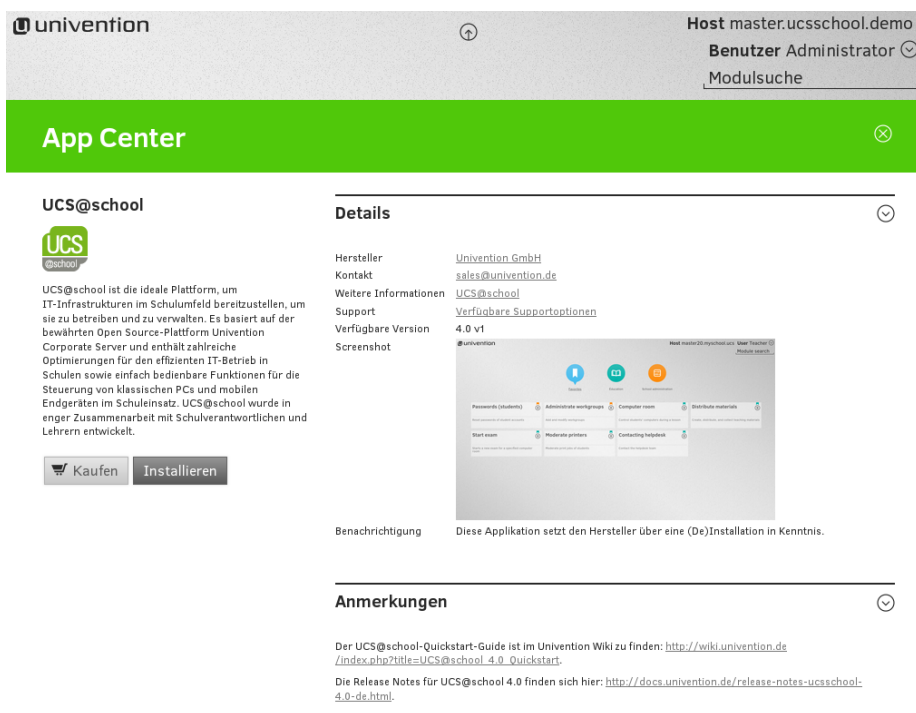 univention
Host master.ucsschool.demo
Benutzer Administrator
Modulsuche
App Center
UCS@school
UCS
@school
UCS@school ist die ideale Plattform, um
IT-Infrastrukturen im Schulumfeld bereitzustellen, um
sie zu betreiben und zu verwalten. Es basiert auf der
bewährten Open Source-Plattform Univention
Corporate Server und enthält zahlreiche
Optimierungen für den effizienten IT-Betrieb in
Schulen sowie einfach bedienbare Funktionen für die
Steuerung von klassischen PCs und mobilen
Endgeräten im Schuleinsatz. UCS@school wurde in
enger Zusammenarbeit mit Schulverantwortlichen und
Lehrern entwickelt.
Kaufen Installieren
Details
Hersteller Univention GmbH
Kontakt sales@univention.de
Weitere Informationen UCS@school
Support Verfügbare Supportoptionen
Verfügbare Version 4.0 v1
Screenshot
univention Host master20.myschool.ucs User Teacher
Module search
Passwords (students) Administrate workgroups Computer room Distribute materials
Start exam Moderate printers Contacting helpdesk
Benachrichtigung Diese Applikation setzt den Hersteller über eine (De)Installation in Kenntnis.
Anmerkungen
Der UCS@school-Quickstart-Guide ist im Univention Wiki zu finden: http://wiki.univention.de
/index.php?title=UCS@school_4.0_Quickstart.
Die Release Notes für UCS@school 4.0 finden sich hier: http://docs.univention.de/release-notes-ucsschool-
4.0-de.html.